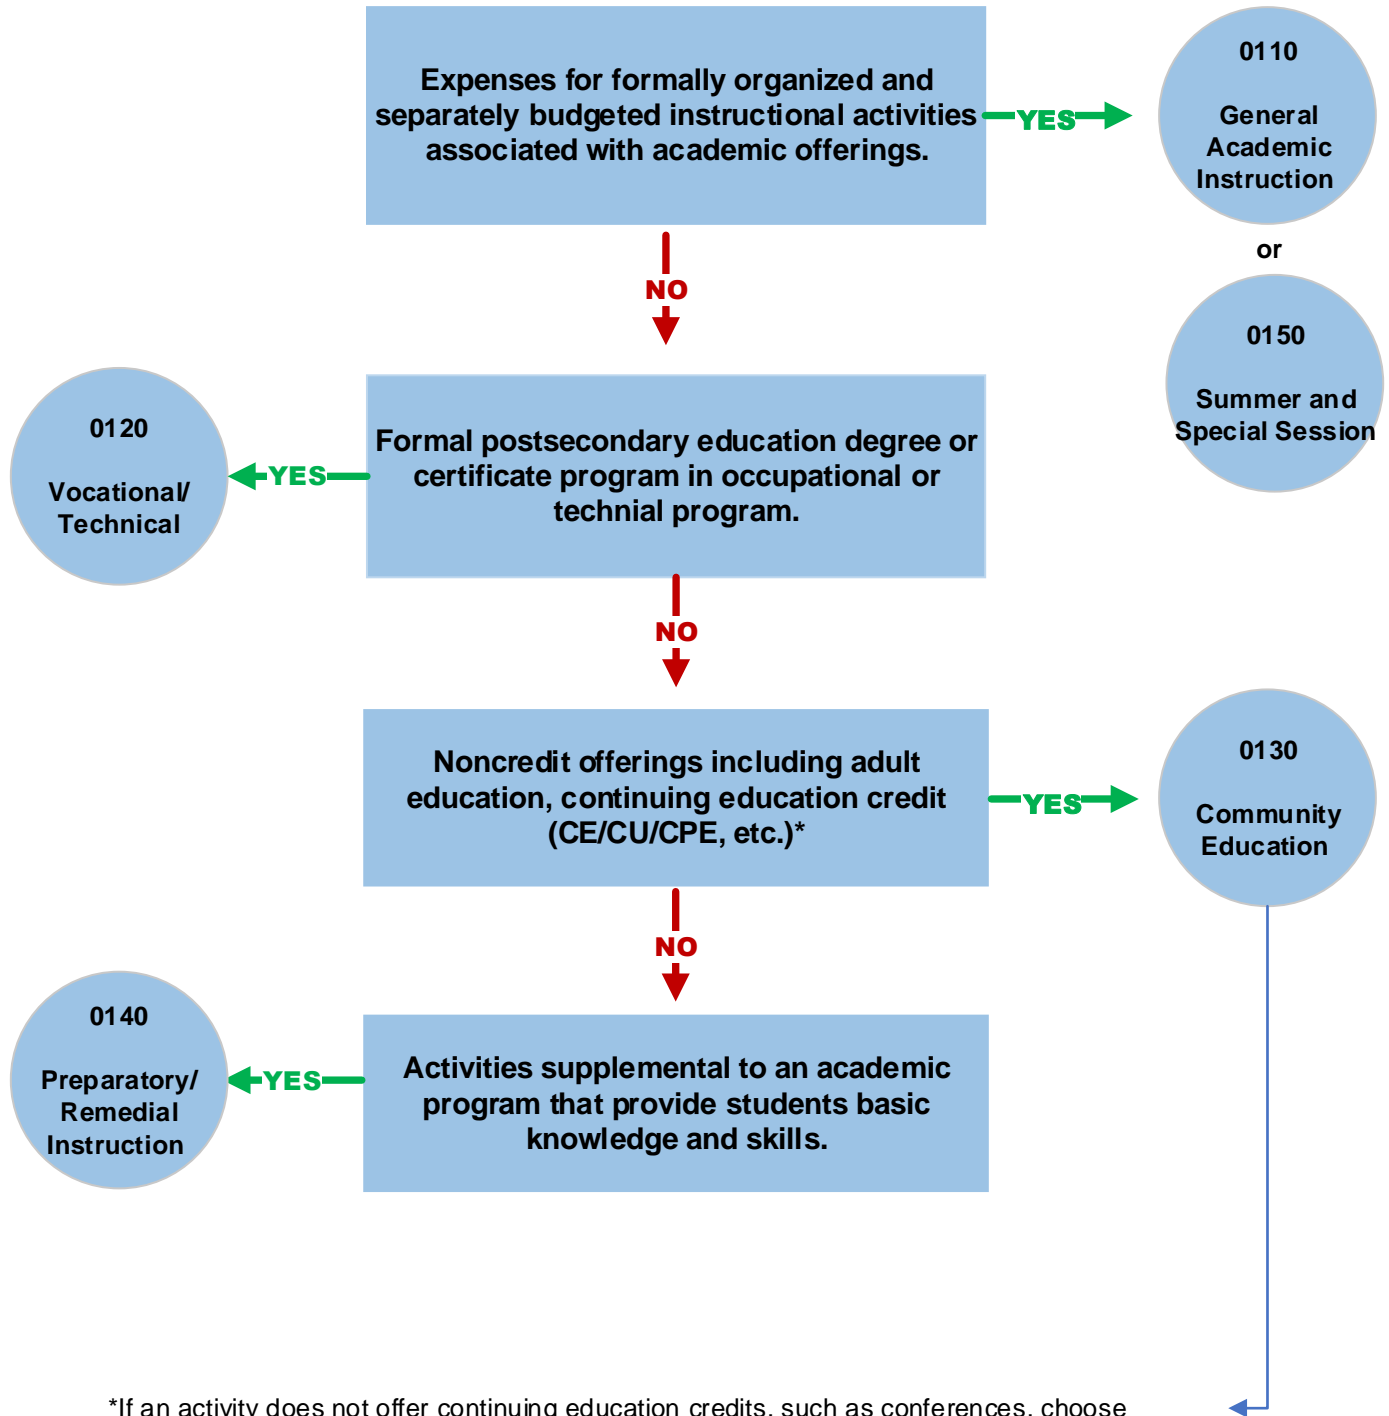 Expenses for formally organized and
separately budgeted instructional activities
associated with academic offerings.
YES
0110
General
Academic
Instruction
or
0150
Summer and
Special Session
NO
0120
Vocational/
Technical
YES
Formal postsecondary education degree or
certificate program in occupational or
technial program.
NO
Noncredit offerings including adult
education, continuing education credit
(CE/CU/CPE, etc.)*
YES
0130
Community
Education
NO
0140
Preparatory/
Remedial
Instruction
YES
Activities supplemental to an academic
program that provide students basic
knowledge and skills.
*If an activity does not offer continuing education credits, such as conferences, choose